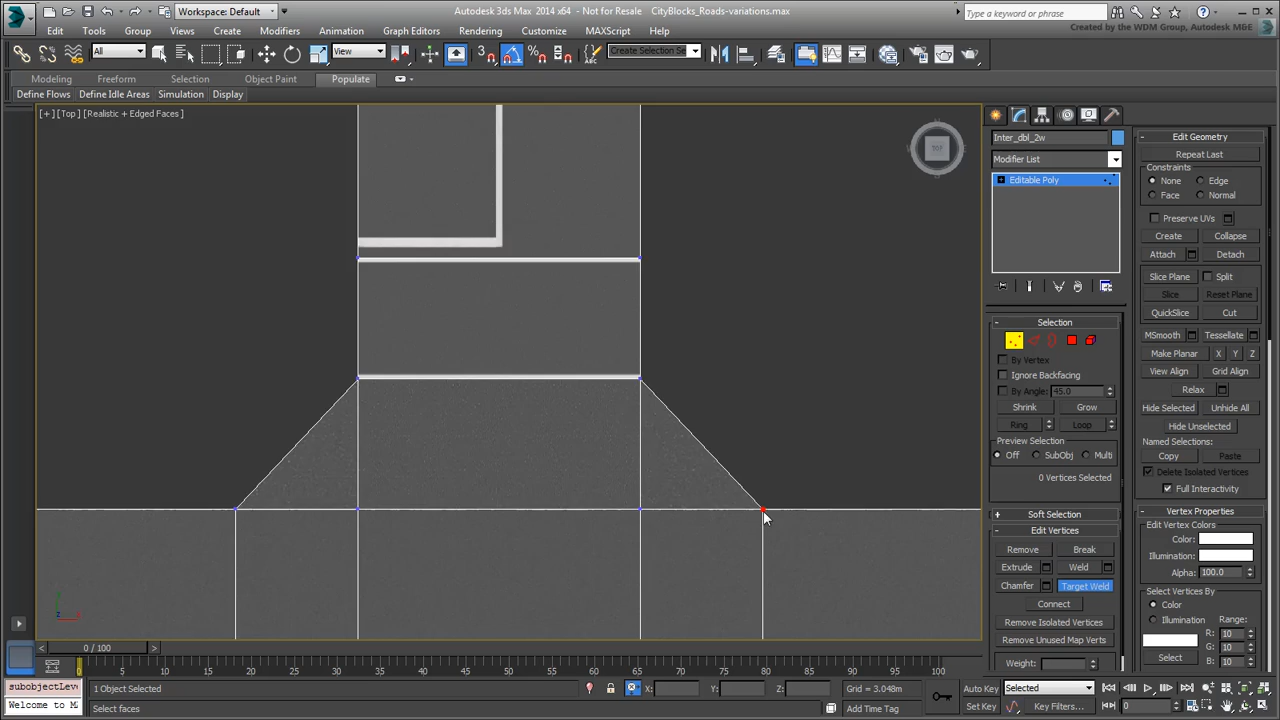 Workspace: Default
Autodesk 3ds Max 2014 x64 - Not for Resale CityBlocks_Roads-variations.max
Type a keyword or phrase
Created by the WDM Group, Autodesk M&E
Edit Tools Group Views Create Modifiers Animation Graph Editors Rendering Customize MAXScript Help
All View Create Selection Se
Modeling Freeform Selection Object Paint Populate
Define Flows Define Idle Areas Simulation Display
[+] [Top] [Realistic + Edged Faces]
TOP
Inter_dbl_2w
Modifier List
Editable Poly
Selection
By Vertex
Ignore Backfacing
By Angle: 45.0
Shrink Grow
Ring Loop
Preview Selection
Off SubObj Multi
0 Vertices Selected
Soft Selection
Edit Vertices
Remove Break
Extrude Weld
Chamfer Target Weld
Connect
Remove Isolated Vertices
Remove Unused Map Verts
Weight:
Edit Geometry
Repeat Last
Constraints
None Edge
Face Normal
Preserve UVs
Create Collapse
Attach Detach
Slice Plane Split
Slice Reset Plane
QuickSlice Cut
MSmooth Tessellate
Make Planar X Y Z
View Align Grid Align
Relax
Hide Selected Unhide All
Hide Unselected
Named Selections:
Copy Paste
Delete Isolated Vertices
Full Interactivity
Vertex Properties
Edit Vertex Colors
Color:
Illumination:
Alpha: 100.0
Select Vertices By
Color
Illumination Range:
R: 10
G: 10
B: 10
Select
0 / 100
5 10 15 20 25 30 35 40 45 50 55 60 65 70 75 80 85 90 95 100
subobjectLeve
Welcome to MA
1 Object Selected
Select faces
X: Y: Z: Grid = 3.048m
Add Time Tag
Auto Key Selected
Set Key Key Filters...
0